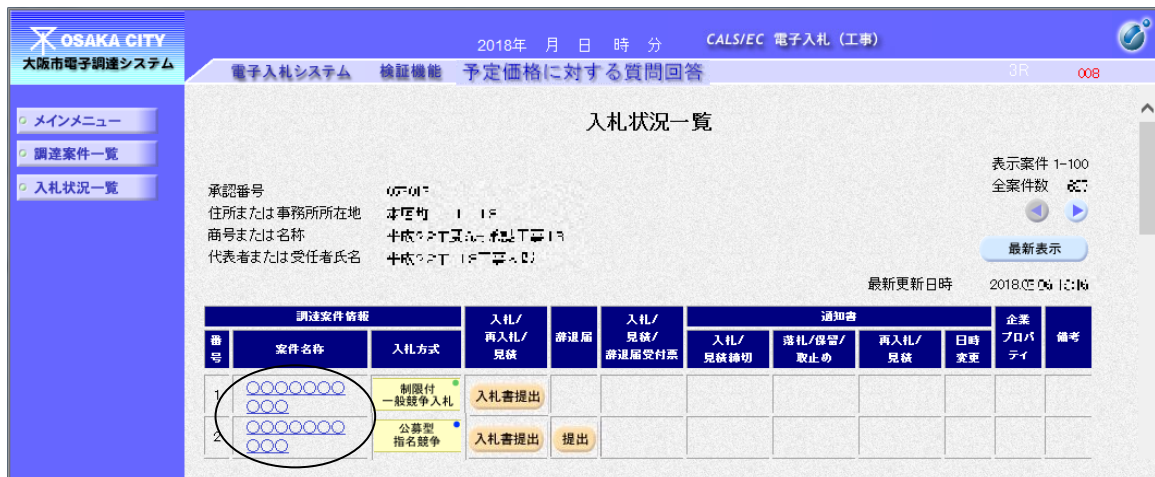 OSAKA CITY
大阪市電子調達システム
2018年 月 日 時 分
CALS/EC 電子入札（工事）
電子入札システム 検証機能 予定価格に対する質問回答
3R 008
メインメニュー
調達案件一覧
入札状況一覧
入札状況一覧
表示案件 1-100
全案件数
承認番号
住所または事務所所在地
商号または名称
代表者または受任者氏名
最新表示
最新更新日時 2018.
調達案件情報
番号
案件名称
入札方式
入札/再入札/見積
辞退届
入札/見積/辞退届受付票
通知書
入札/見積締切
落札/保留/取止め
再入札/見積
日時変更
企業プロパティ
備考
1 ○○○○○○○○○○ 制限付一般競争入札 入札書提出
2 ○○○○○○○○○○ 公募型指名競争 入札書提出 提出